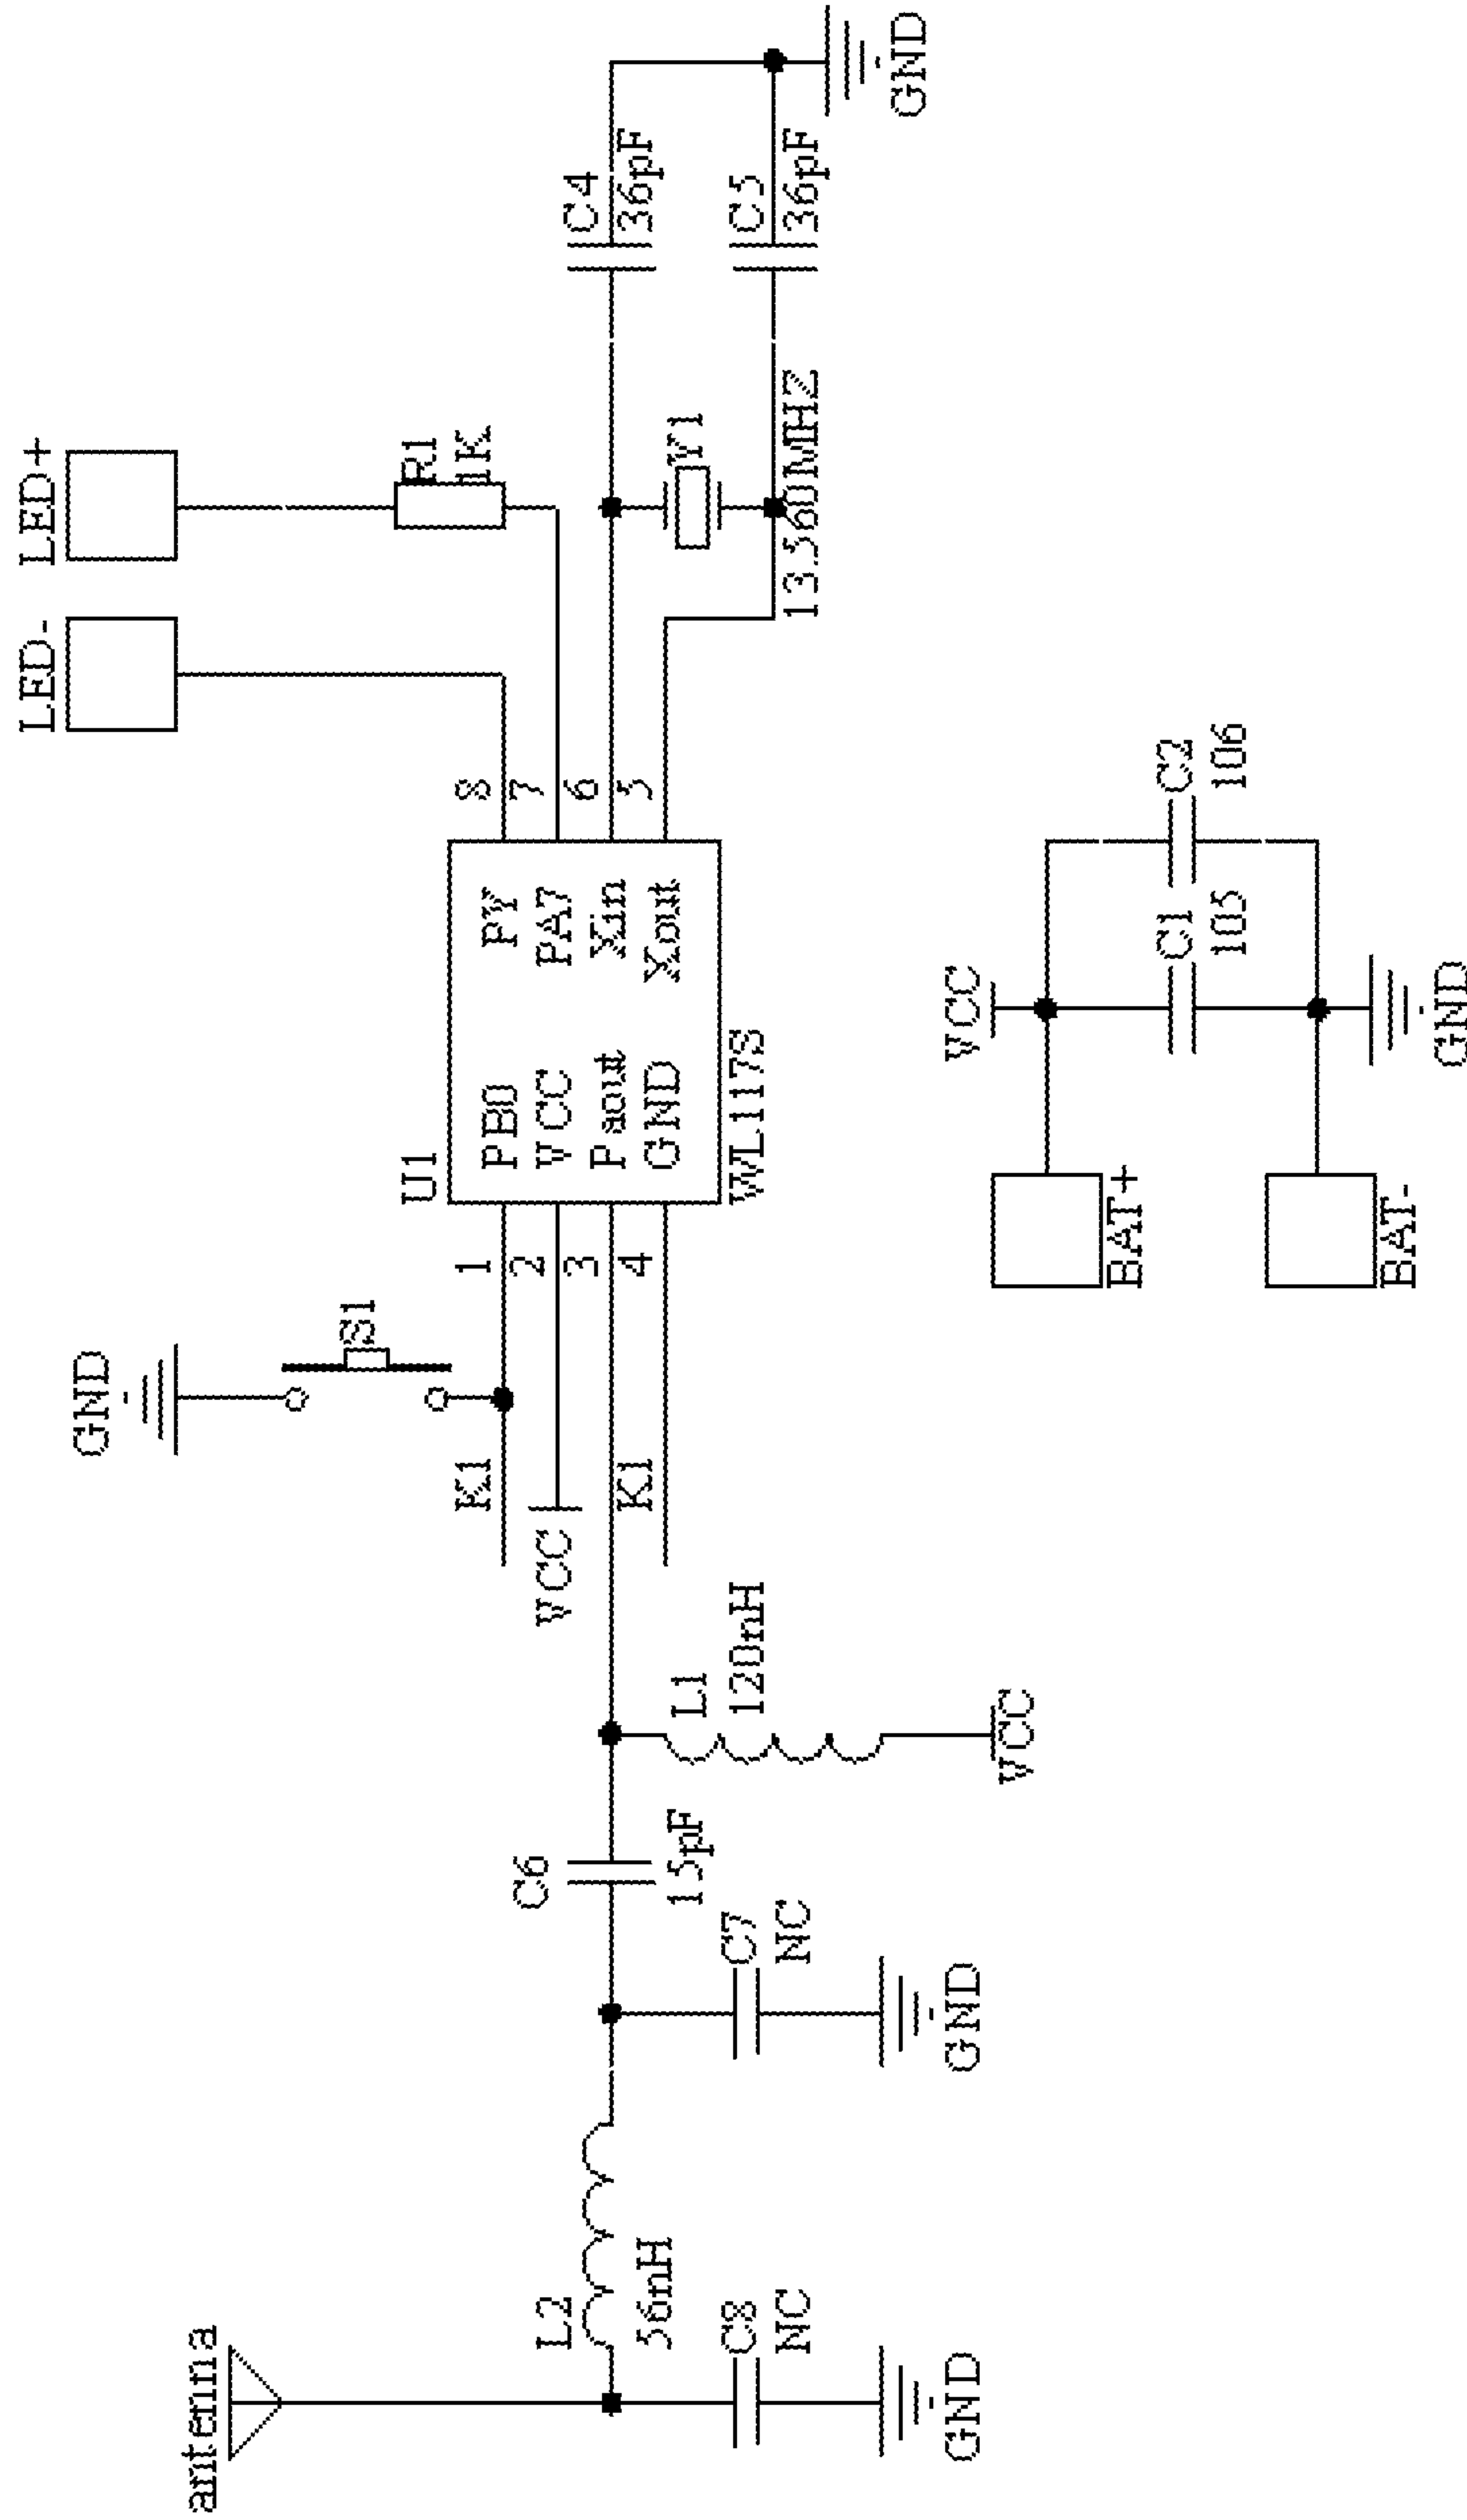 LED-
LED+
GND
S1
R1
1K
U1
K1
1
PB0
FY
8
VCC
2
VCC
PA7
7
antenna
L2
56nH
C6
15pF
3
Paout
Xin
6
C4
36pF
K1
4
GND
Xout
5
Y1
13.560MHZ
C5
36pF
WL117S
L1
120nH
C8
NC
C7
NC
GND
GND
GND
VCC
VCC
BAT+
C1
105
C2
106
BAT-
GND